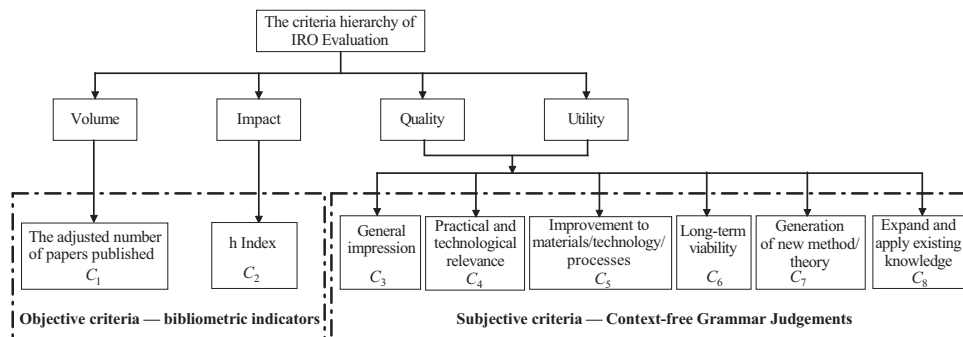 The criteria hierarchy of
IRO Evaluation
Volume
Impact
Quality
Utility
The adjusted number
of papers published
C1
h Index
C2
General
impression
C3
Practical and
technological
relevance
C4
Improvement to
materials/technology/
processes
C5
Long-term
viability
C6
Generation
of new method/
theory
C7
Expand and
apply existing
knowledge
C8
Objective criteria — bibliometric indicators
Subjective criteria — Context-free Grammar Judgements